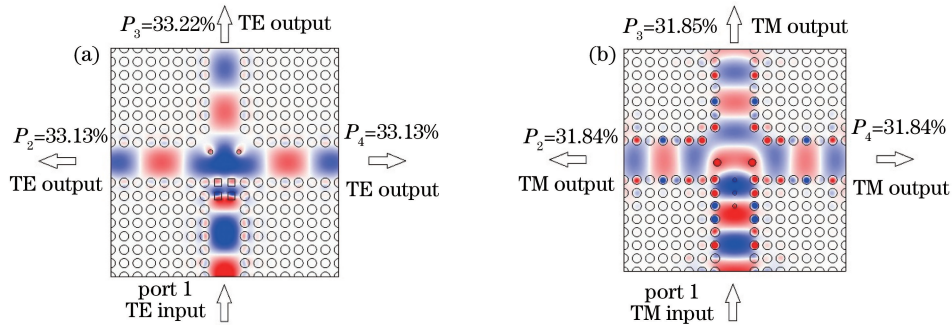 P3=33.22% TE output
(a)
P2=33.13%
TE output
P4=33.13%
TE output
port 1
TE input
P3=31.85% TM output
(b)
P2=31.84%
TM output
P4=31.84%
TM output
port 1
TM input